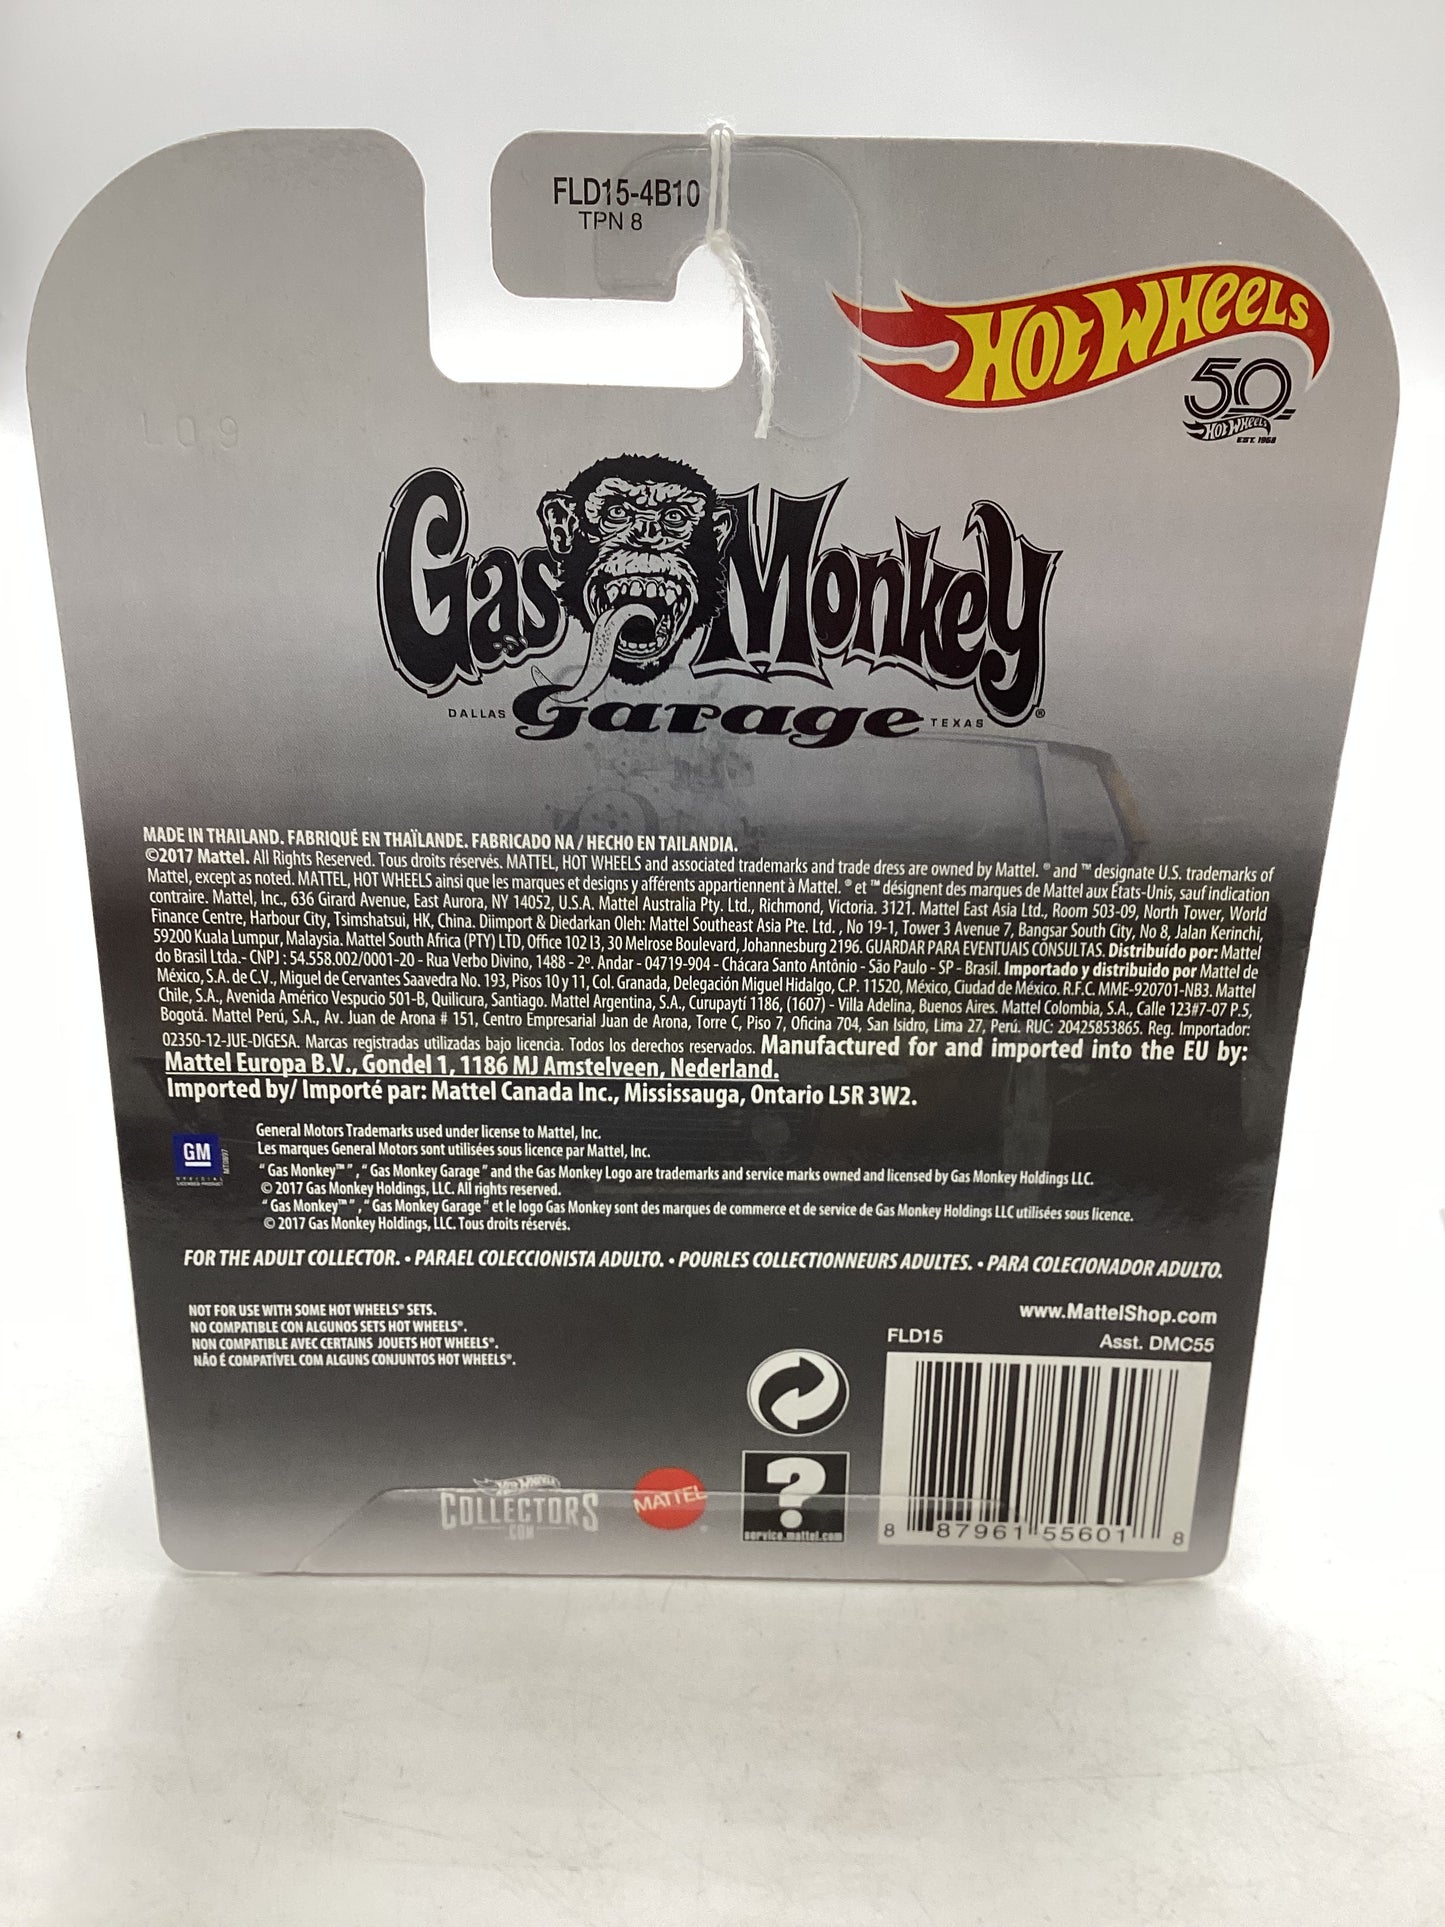 FLD15-4B10
TPN 8
HOT WHEELS
50
HOT WHEELS
EST. 1968
L09
Gas Monkey
DALLAS Garage TEXAS ®
MADE IN THAILAND. FABRIQUÉ EN THAÏLANDE. FABRICADO NA / HECHO EN TAILANDIA.
©2017 Mattel. All Rights Reserved. Tous droits réservés. MATTEL, HOT WHEELS and associated trademarks and trade dress are owned by Mattel. ® and ™ designate U.S. trademarks of
Mattel, except as noted. MATTEL, HOT WHEELS ainsi que les marques et designs y afférents appartiennent à Mattel. ® et ™ désignent des marques de Mattel aux États-Unis, sauf indication
contraire. Mattel, Inc., 636 Girard Avenue, East Aurora, NY 14052, U.S.A. Mattel Australia Pty. Ltd., Richmond, Victoria. 3121. Mattel East Asia Ltd., Room 503-09, North Tower, World
Finance Centre, Harbour City, Tsimshatsui, HK, China. Diimport & Diedarkan Oleh: Mattel Southeast Asia Pte. Ltd. , No 19-1, Tower 3 Avenue 7, Bangsar South City, No 8, Jalan Kerinchi,
59200 Kuala Lumpur, Malaysia. Mattel South Africa (PTY) LTD, Office 102 I3, 30 Melrose Boulevard, Johannesburg 2196. GUARDAR PARA EVENTUAIS CONSULTAS. Distribuído por: Mattel
do Brasil Ltda.- CNPJ : 54.558.002/0001-20 - Rua Verbo Divino, 1488 - 2º. Andar - 04719-904 - Chácara Santo Antônio - São Paulo - SP - Brasil. Importado y distribuido por Mattel de
México, S.A. de C.V., Miguel de Cervantes Saavedra No. 193, Pisos 10 y 11, Col. Granada, Delegación Miguel Hidalgo, C.P. 11520, México, Ciudad de México. R.F.C. MME-920701-NB3. Mattel
Chile, S.A., Avenida Américo Vespucio 501-B, Quilicura, Santiago. Mattel Argentina, S.A., Curupaytí 1186, (1607) - Villa Adelina, Buenos Aires. Mattel Colombia, S.A., Calle 123#7-07 P.5,
Bogotá. Mattel Perú, S.A., Av. Juan de Arona # 151, Centro Empresarial Juan de Arona, Torre C, Piso 7, Oficina 704, San Isidro, Lima 27, Perú. RUC: 20425853865. Reg. Importador:
02350-12-JUE-DIGESA. Marcas registradas utilizadas bajo licencia. Todos los derechos reservados. Manufactured for and imported into the EU by:
Mattel Europa B.V., Gondel 1, 1186 MJ Amstelveen, Nederland.
Imported by/ Importé par: Mattel Canada Inc., Mississauga, Ontario L5R 3W2.
GM
OFFICIAL
LICENSED PRODUCT
General Motors Trademarks used under license to Mattel, Inc.
Les marques General Motors sont utilisées sous licence par Mattel, Inc.
“ Gas Monkey™ ” , “ Gas Monkey Garage ” and the Gas Monkey Logo are trademarks and service marks owned and licensed by Gas Monkey Holdings LLC.
© 2017 Gas Monkey Holdings, LLC. All rights reserved.
“ Gas Monkey™ ” , “ Gas Monkey Garage ” et le logo Gas Monkey sont des marques de commerce et de service de Gas Monkey Holdings LLC utilisées sous licence.
© 2017 Gas Monkey Holdings, LLC. Tous droits réservés.
FOR THE ADULT COLLECTOR. • PARAEL COLECCIONISTA ADULTO. • POURLES COLLECTIONNEURS ADULTES. • PARA COLECIONADOR ADULTO.
NOT FOR USE WITH SOME HOT WHEELS® SETS.
NO COMPATIBLE CON ALGUNOS SETS HOT WHEELS®.
NON COMPATIBLE AVEC CERTAINS JOUETS HOT WHEELS®.
NÃO É COMPATÍVEL COM ALGUNS CONJUNTOS HOT WHEELS®.
www.MattelShop.com
FLD15 Asst. DMC55
HOT WHEELS
COLLECTORS
.COM
MATTEL
?
service.mattel.com
8 87961 55601 8